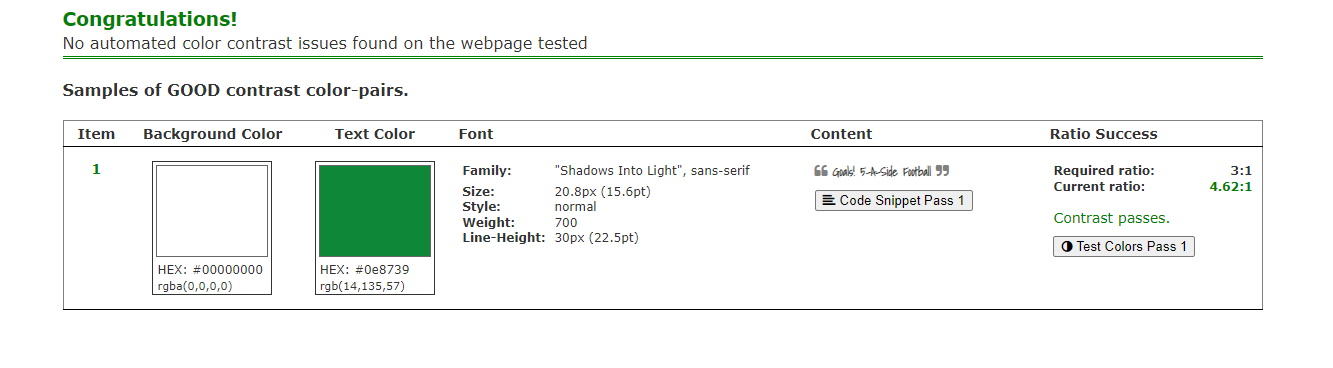 Congratulations!
No automated color contrast issues found on the webpage tested
Samples of GOOD contrast color-pairs.
Item Background Color Text Color Font Content Ratio Success
1
HEX: #00000000
rgba(0,0,0,0)
HEX: #0e8739
rgb(14,135,57)
Family: "Shadows Into Light", sans-serif
Size: 20.8px (15.6pt)
Style: normal
Weight: 700
Line-Height: 30px (22.5pt)
Goals! 5-A-Side Football
Code Snippet Pass 1
Required ratio: 3:1
Current ratio: 4.62:1
Contrast passes.
Test Colors Pass 1